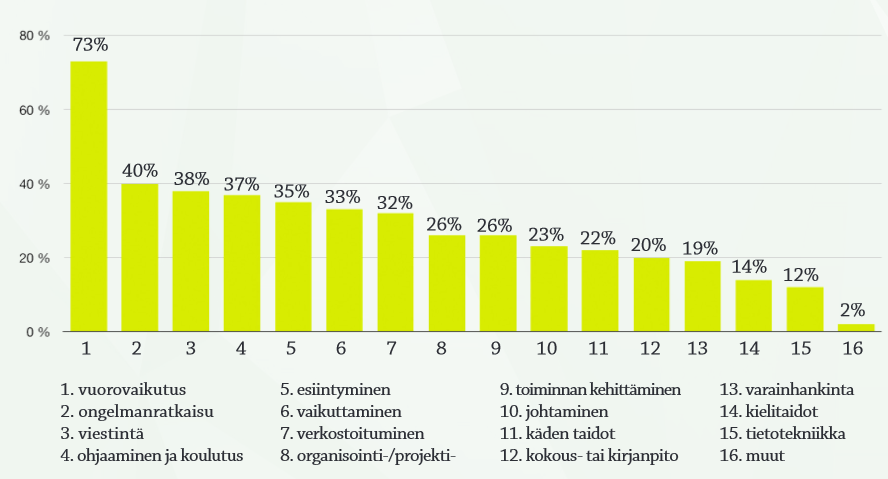 80 %
60 %
40 %
20 %
0 %
73%
40%
38%
37%
35%
33%
32%
26%
26%
23%
22%
20%
19%
14%
12%
2%
1 2 3 4 5 6 7 8 9 10 11 12 13 14 15 16
1. vuorovaikutus
2. ongelmanratkaisu
3. viestintä
4. ohjaaminen ja koulutus
5. esiintyminen
6. vaikuttaminen
7. verkostoituminen
8. organisointi-/projekti-
9. toiminnan kehittäminen
10. johtaminen
11. käden taidot
12. kokous- tai kirjanpito
13. varainhankinta
14. kielitaidot
15. tietotekniikka
16. muut